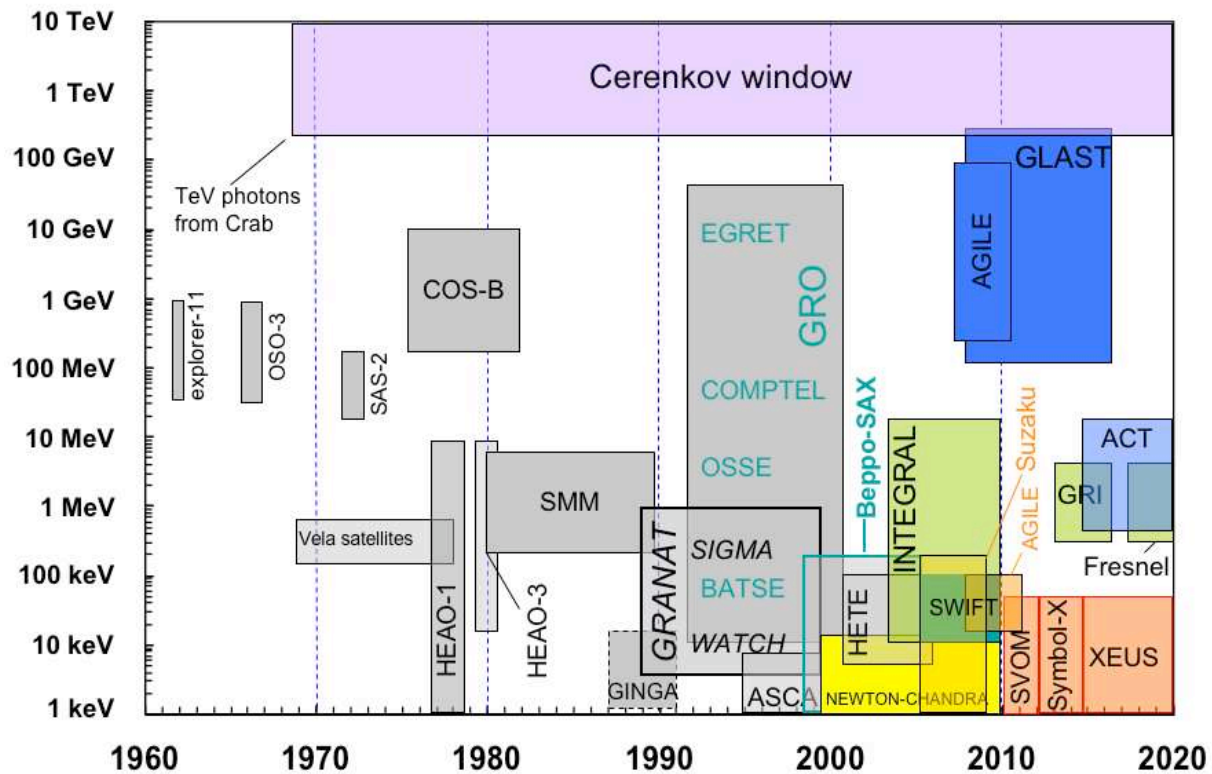 10 TeV
Cerenkov window
1 TeV
100 GeV
GLAST
TeV photons
from Crab
AGILE
10 GeV
EGRET
COS-B
GRO
1 GeV
explorer-11
OSO-3
SAS-2
100 MeV
COMPTEL
Beppo-SAX
Suzaku
10 MeV
ACT
OSSE
INTEGRAL
AGILE
GRI
1 MeV
SMM
Vela satellites
GRANAT
SIGMA
100 keV
BATSE
Fresnel
HEAO-1
HEAO-3
HETE
SWIFT
10 keV
WATCH
SVOM
Symbol-X
XEUS
GINGA
ASCA
NEWTON-CHANDRA
1 keV
1960 1970 1980 1990 2000 2010 2020